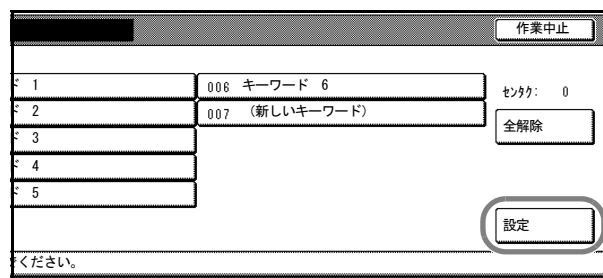 作業中止
ド 1
006 キーワード 6
ｾﾝﾀｸ: 0
ド 2
007 (新しいキーワード)
全解除
ド 3
ド 4
ド 5
設定
ください。